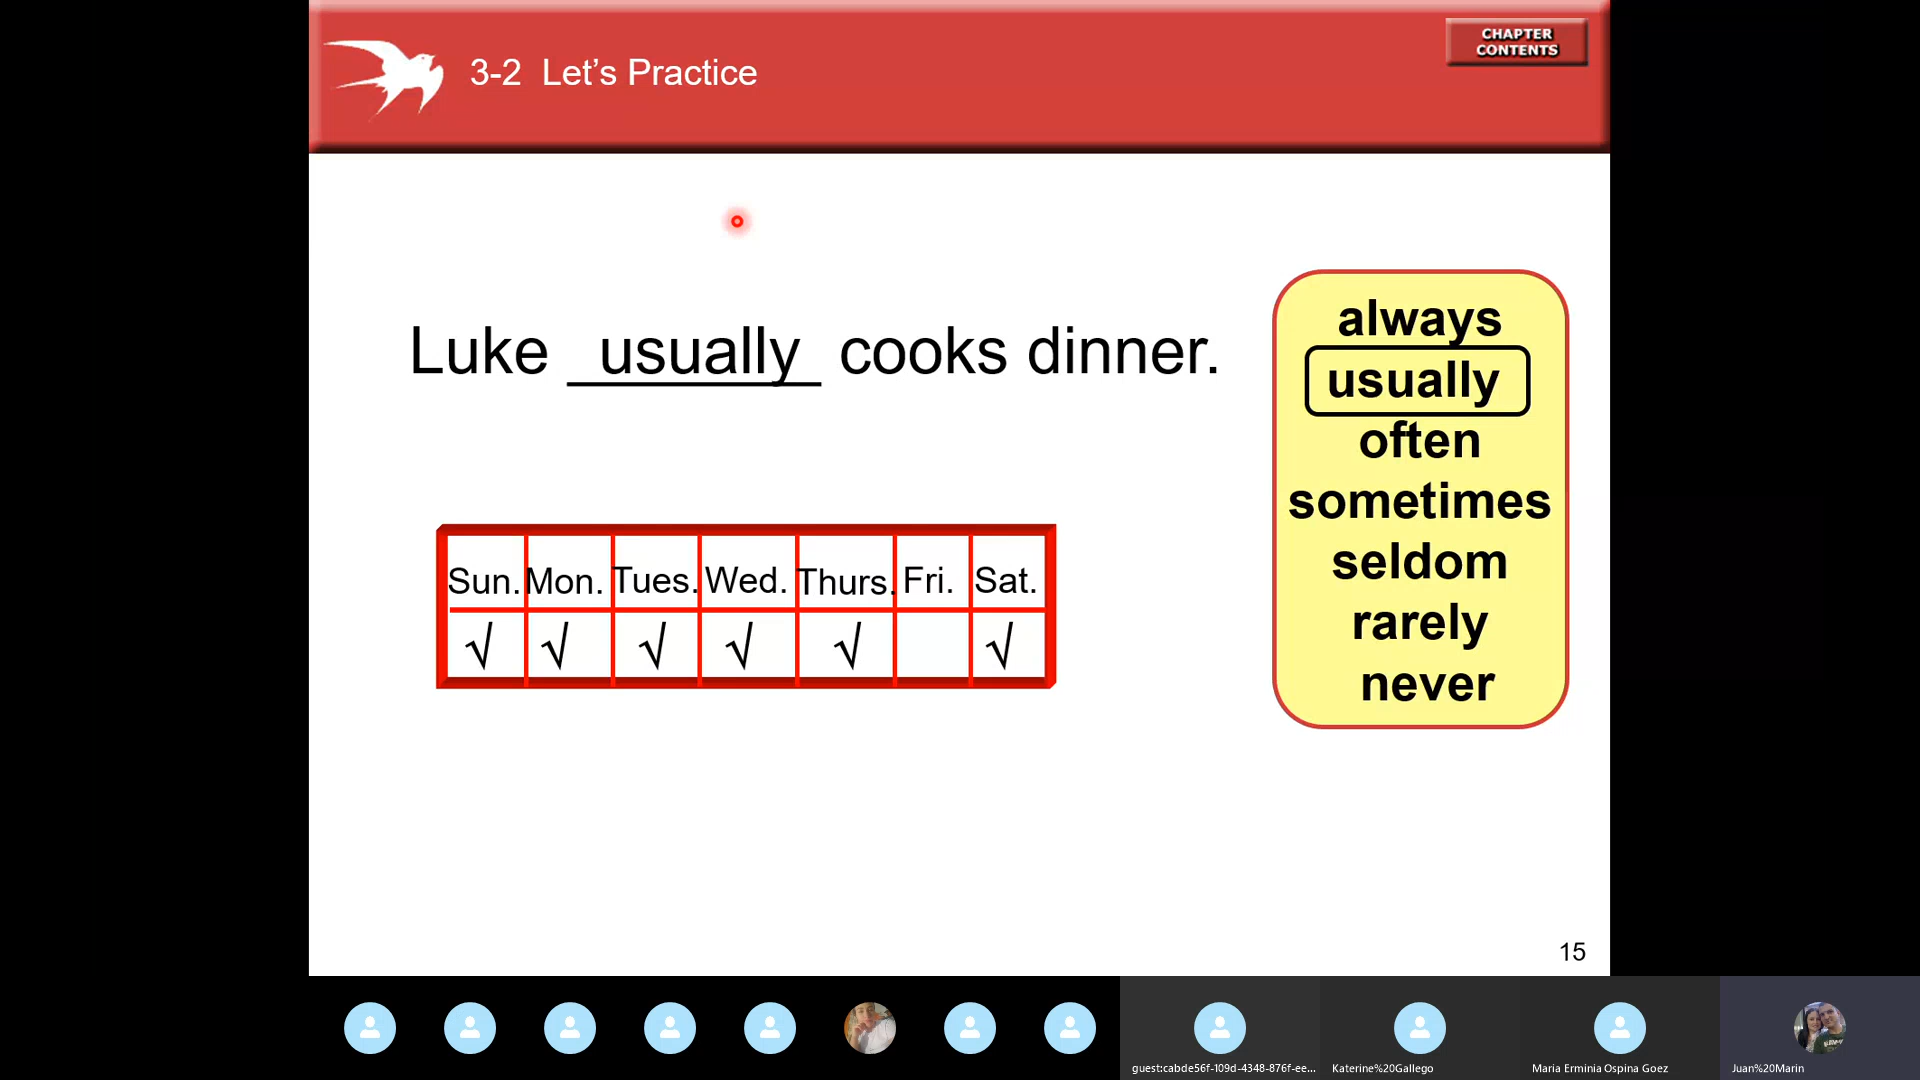 CHAPTER
CONTENTS
3-2 Let’s Practice
Luke usually cooks dinner.
always
usually
often
sometimes
seldom
rarely
never
Sun. Mon. Tues. Wed. Thurs. Fri. Sat.
√ √ √ √ √ √
15
guest:cabde56f-109d-4348-876f-ee... Katerine%20Gallego Maria Erminia Ospina Goez Juan%20Marin